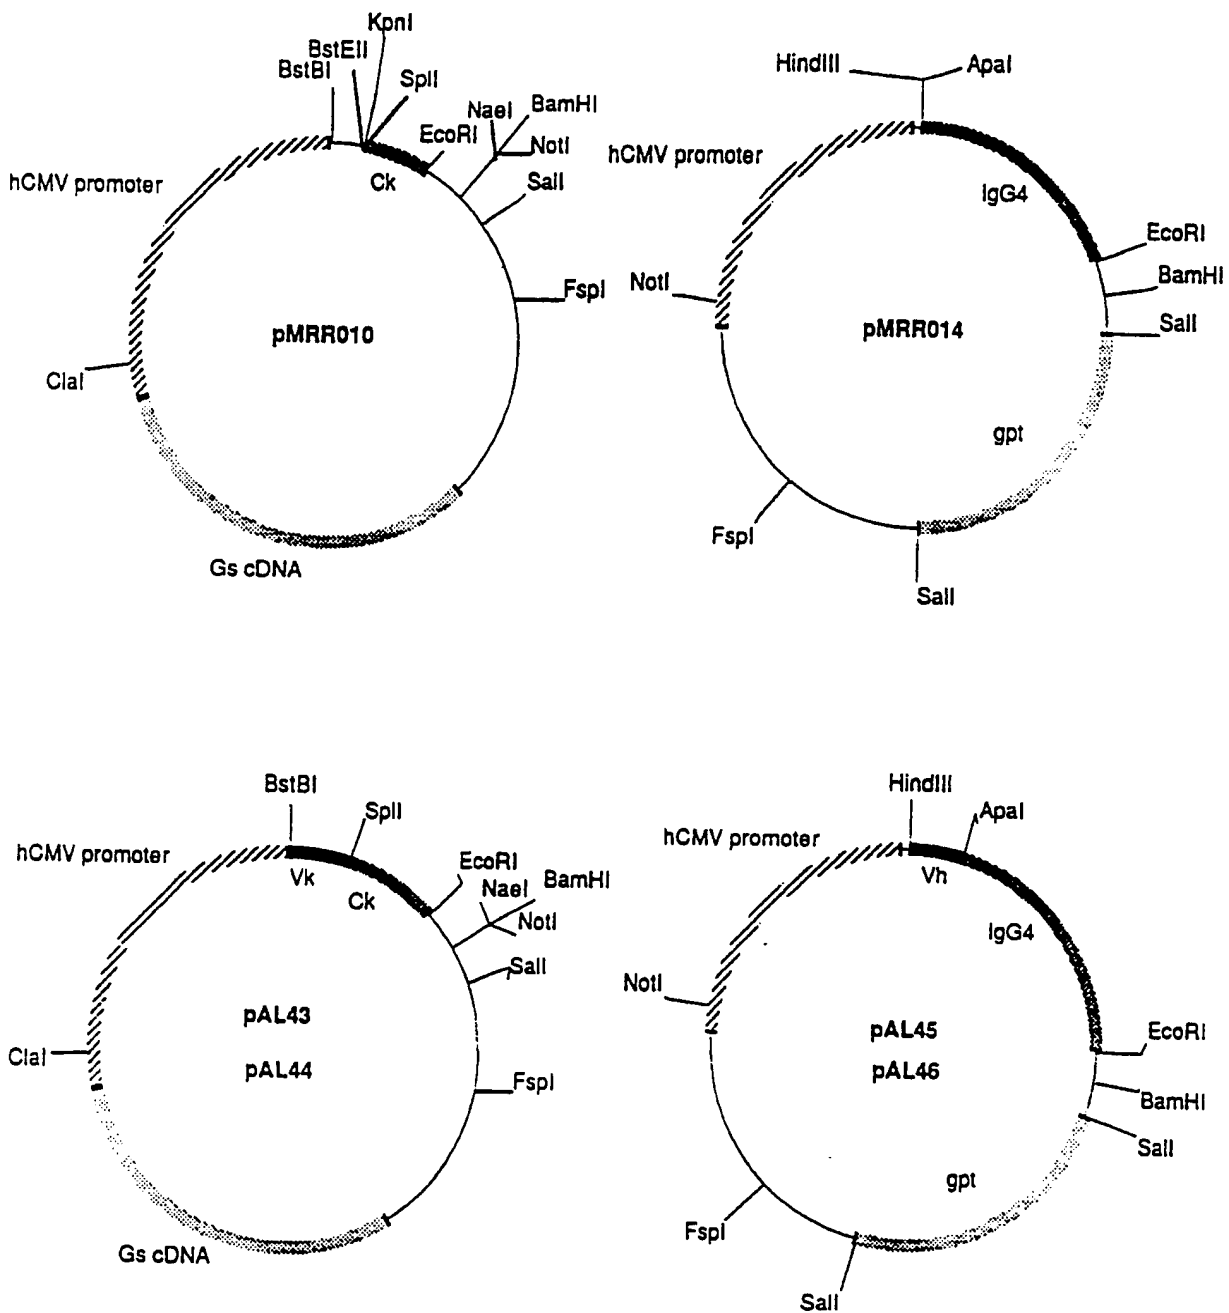 KpnI
BstEII
BstBI
SplI
NaeI
BamHI
EcoRI
NotI
hCMV promoter
Ck
SalI
FspI
pMRR010
ClaI
Gs cDNA
HindIII
ApaI
hCMV promoter
IgG4
EcoRI
BamHI
NotI
SalI
pMRR014
gpt
FspI
SalI
BstBI
SplI
hCMV promoter
EcoRI
BamHI
NaeI
Vk
Ck
NotI
SalI
pAL43
ClaI
pAL44
FspI
Gs cDNA
HindIII
ApaI
hCMV promoter
Vh
IgG4
NotI
pAL45
EcoRI
pAL46
BamHI
SalI
gpt
FspI
SalI